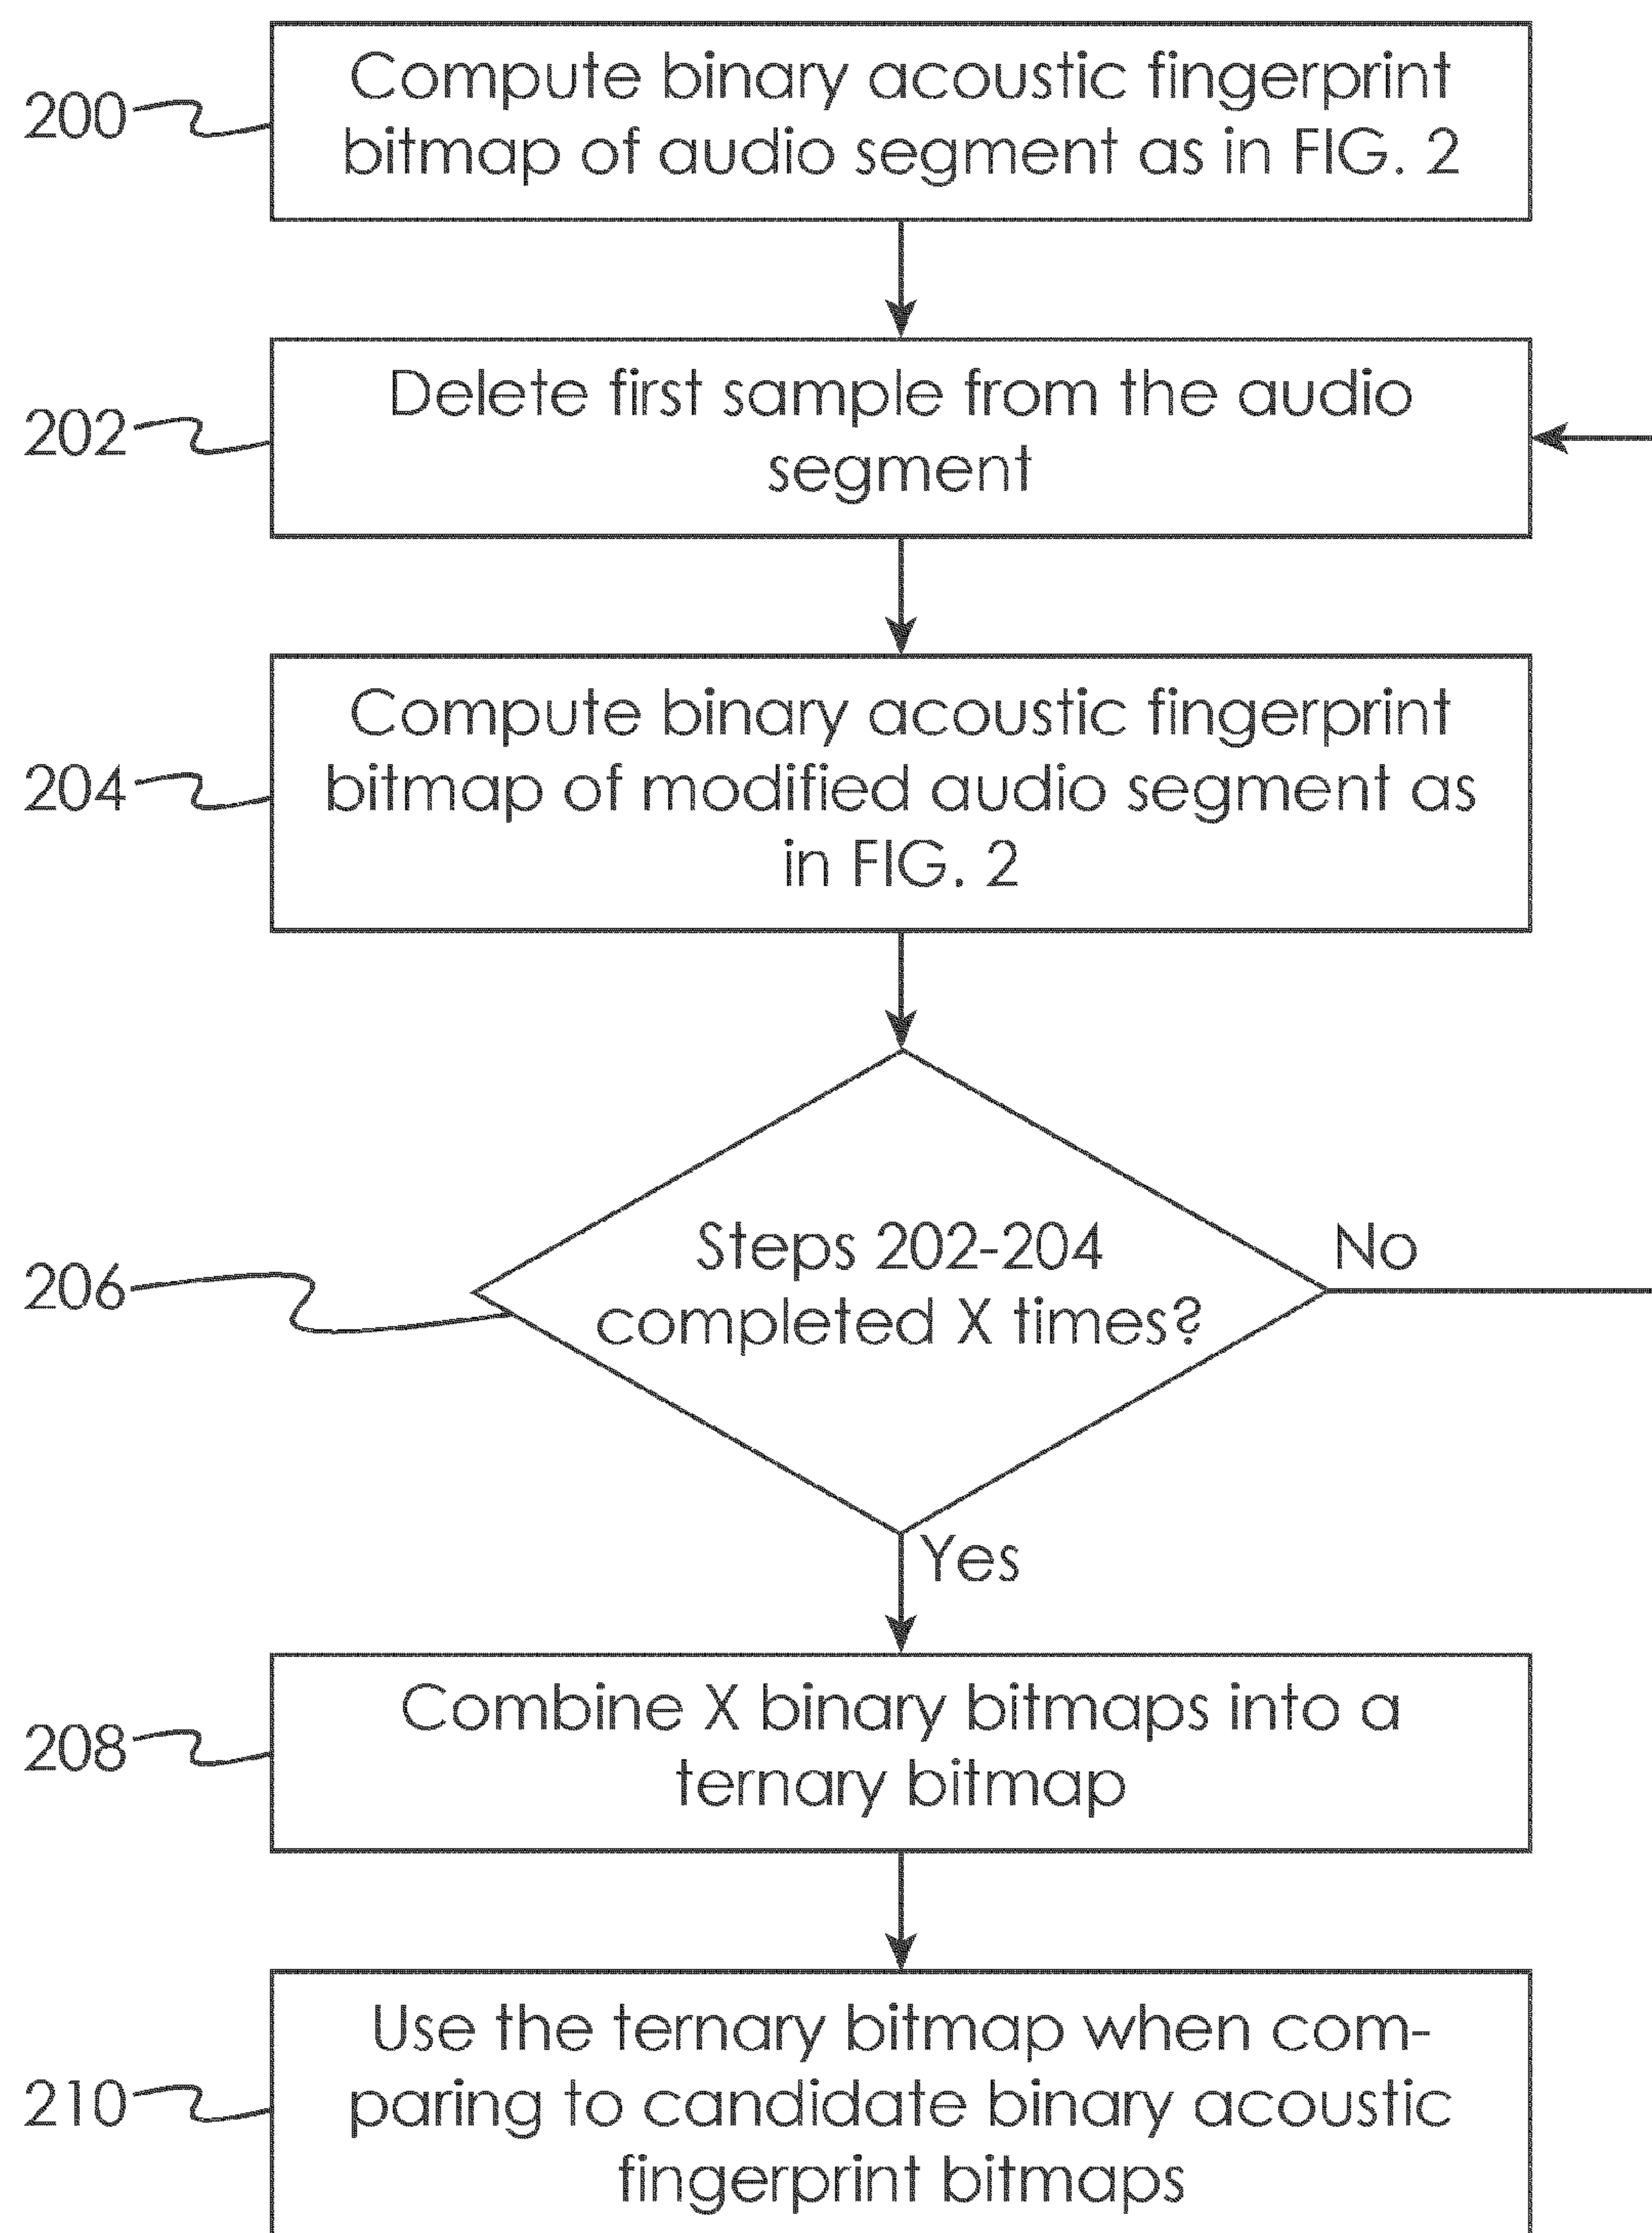 200
Compute binary acoustic fingerprint
bitmap of audio segment as in FIG. 2
202
Delete first sample from the audio
segment
204
Compute binary acoustic fingerprint
bitmap of modified audio segment as
in FIG. 2
206
Steps 202-204
completed X times?
No
Yes
208
Combine X binary bitmaps into a
ternary bitmap
210
Use the ternary bitmap when com-
paring to candidate binary acoustic
fingerprint bitmaps